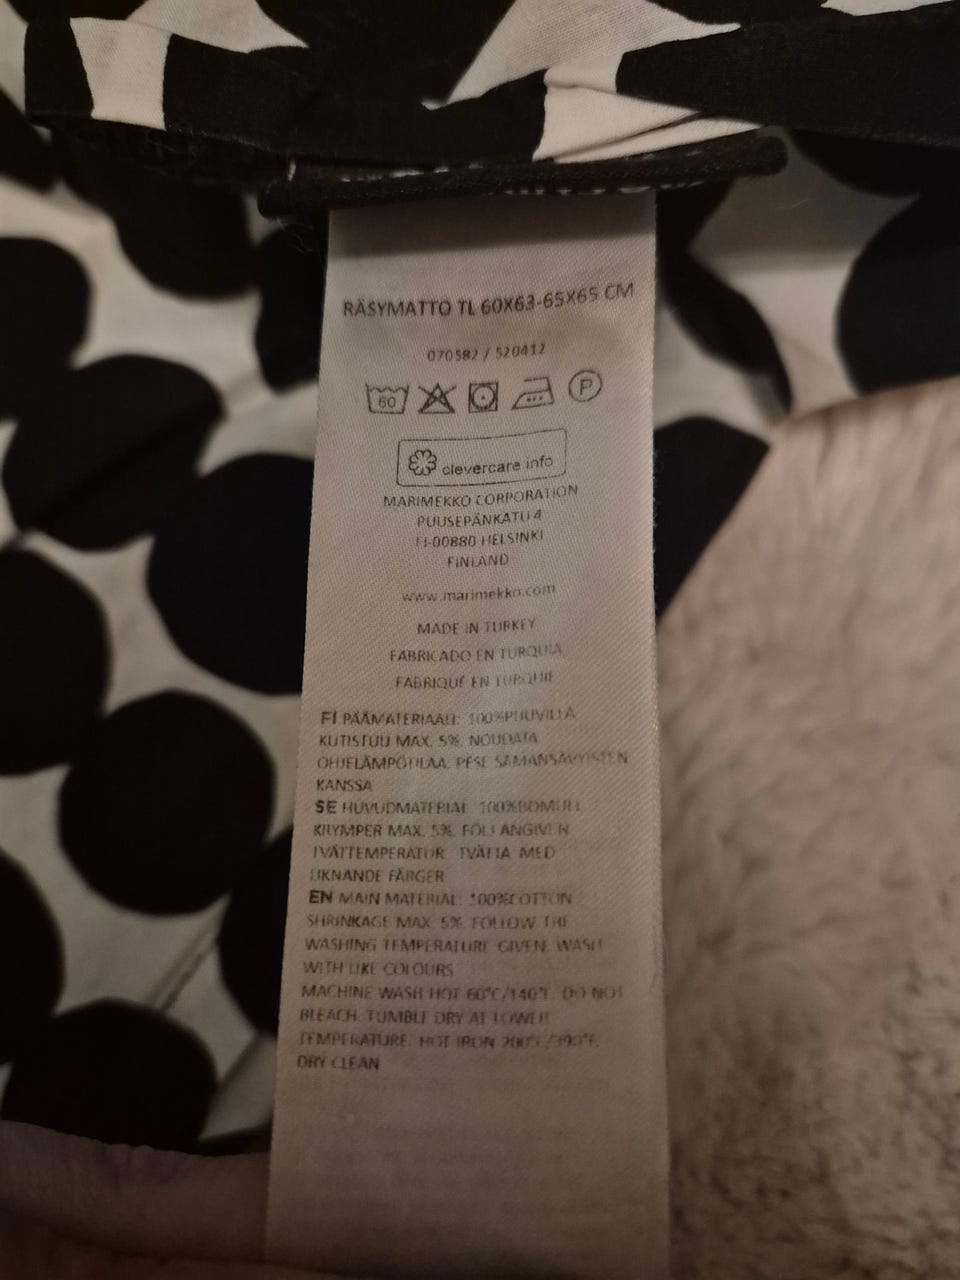 RÄSYMATTO TL 60X63-65X65 CM
070582 / 520412
60
P
clevercare info
MARIMEKKO CORPORATION
PUUSEPÄNKATU 4
FI-00880 HELSINKI
FINLAND
www.marimekko.com
MADE IN TURKEY
FABRICADO EN TURQUIA
FABRIQUÉ EN TURQUIE
FI PÄÄMATERIAALI: 100%PUUVILLA
KUTISTUU MAX. 5%. NOUDATA
OHJELÄMPÖTILAA. PESE SAMANSÄVYISTEN
KANSSA
SE HUVUDMATERIAL: 100%BOMULL
KRYMPER MAX. 5%. FÖLJ ANGIVEN
TVÄTTEMPERATUR. TVÄTTA MED
LIKNANDE FÄRGER
EN MAIN MATERIAL: 100%COTTON
SHRINKAGE MAX. 5%. FOLLOW THE
WASHING TEMPERATURE GIVEN. WASH
WITH LIKE COLOURS
MACHINE WASH HOT 60°C/140°F. DO NOT
BLEACH. TUMBLE DRY AT LOWER
TEMPERATURE. HOT IRON 200°C/390°F.
DRY CLEAN